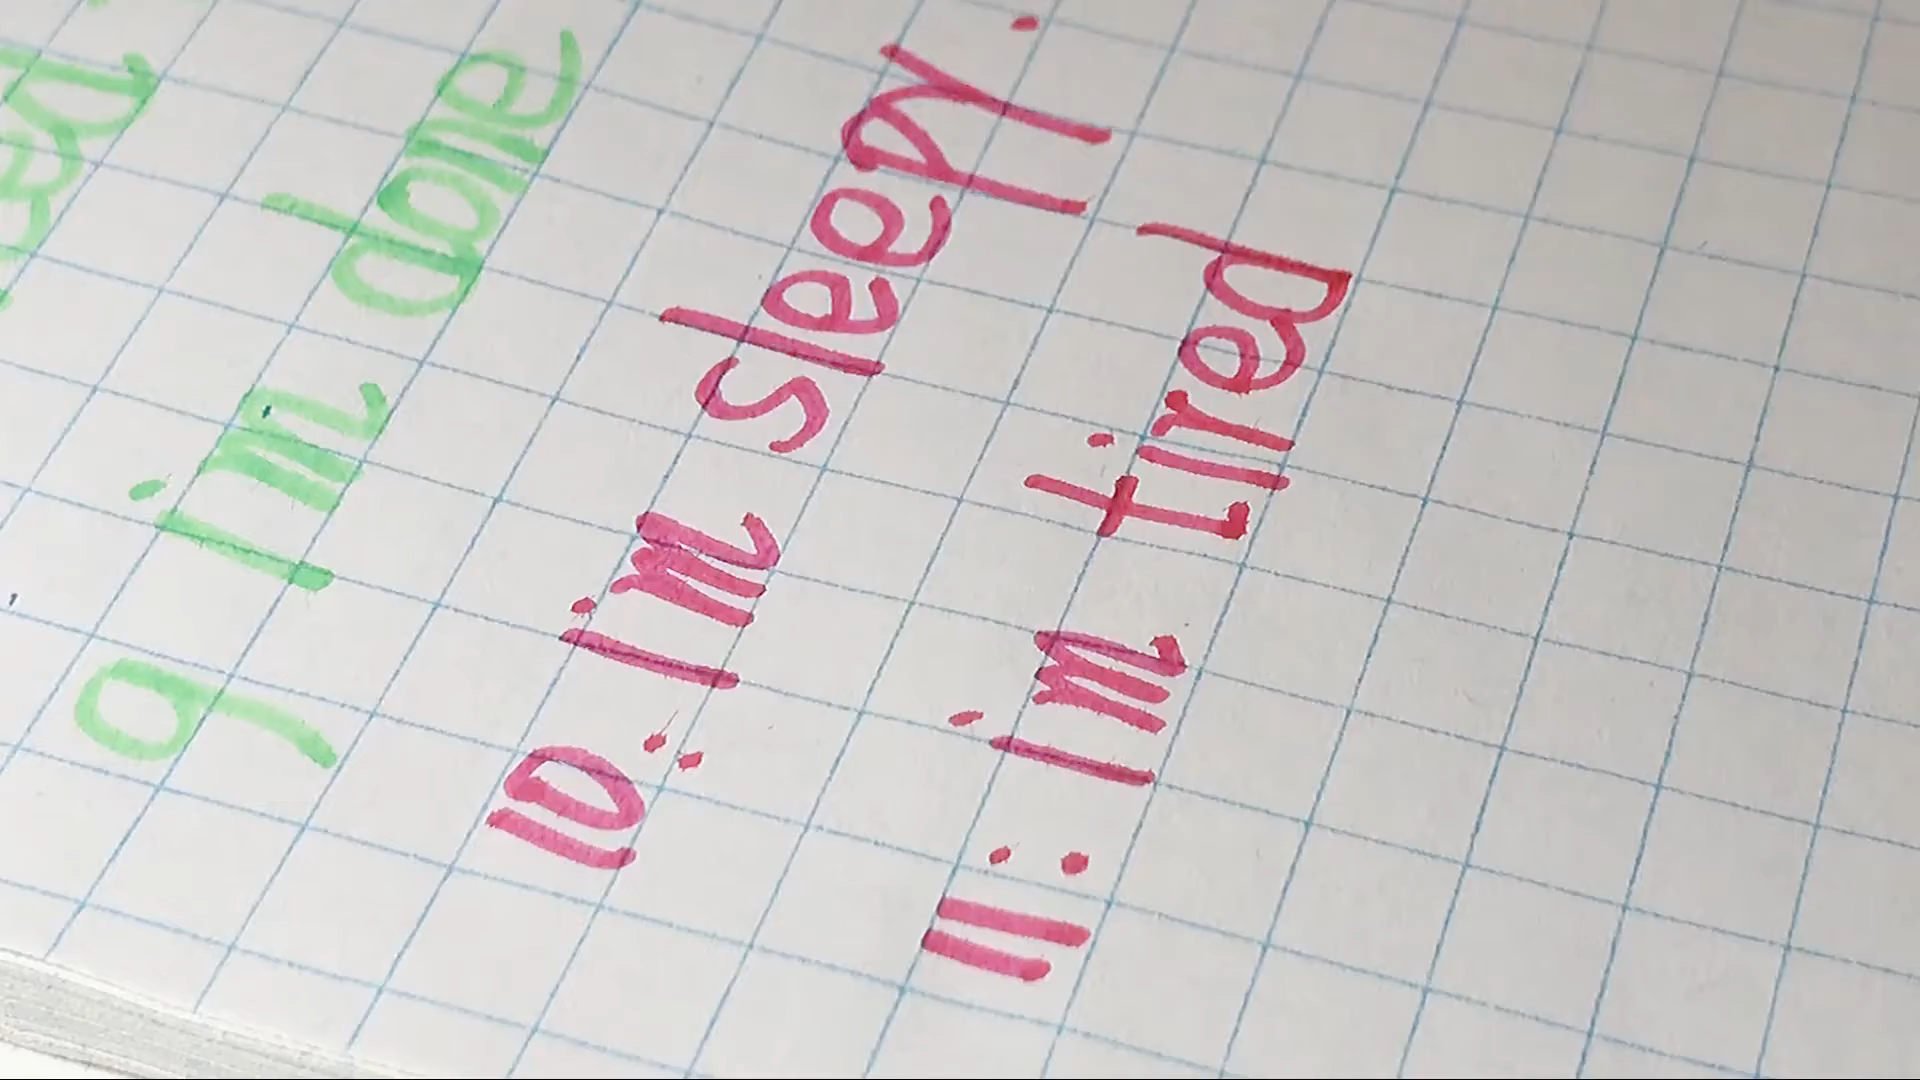 9 i'm done
10: i'm sleepy.
11: i'm tired